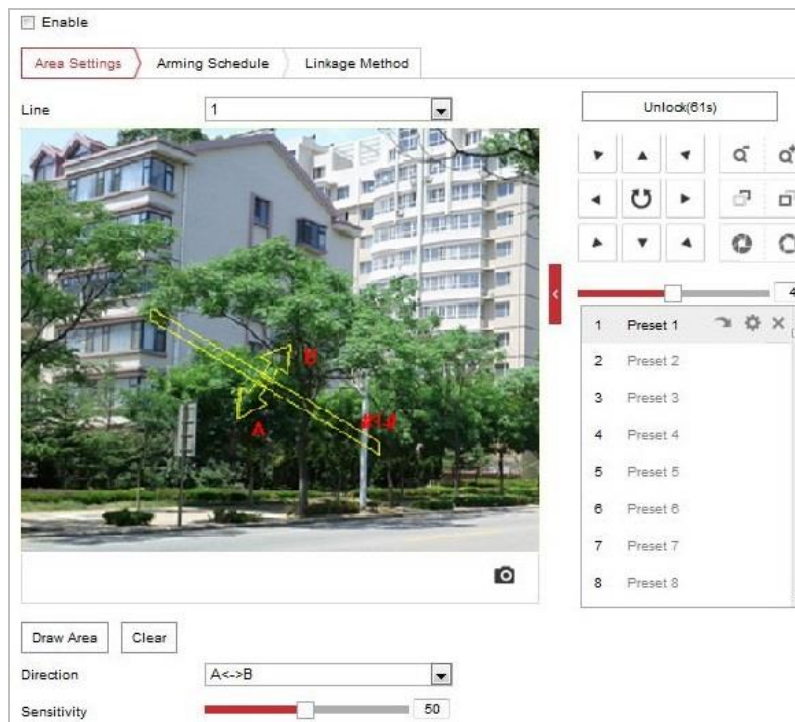 Enable
Area Settings Arming Schedule Linkage Method
Line 1
Unlock(61s)
B
A
#1#
4
1 Preset 1
2 Preset 2
3 Preset 3
4 Preset 4
5 Preset 5
6 Preset 6
7 Preset 7
8 Preset 8
Draw Area Clear
Direction A<->B
Sensitivity 50